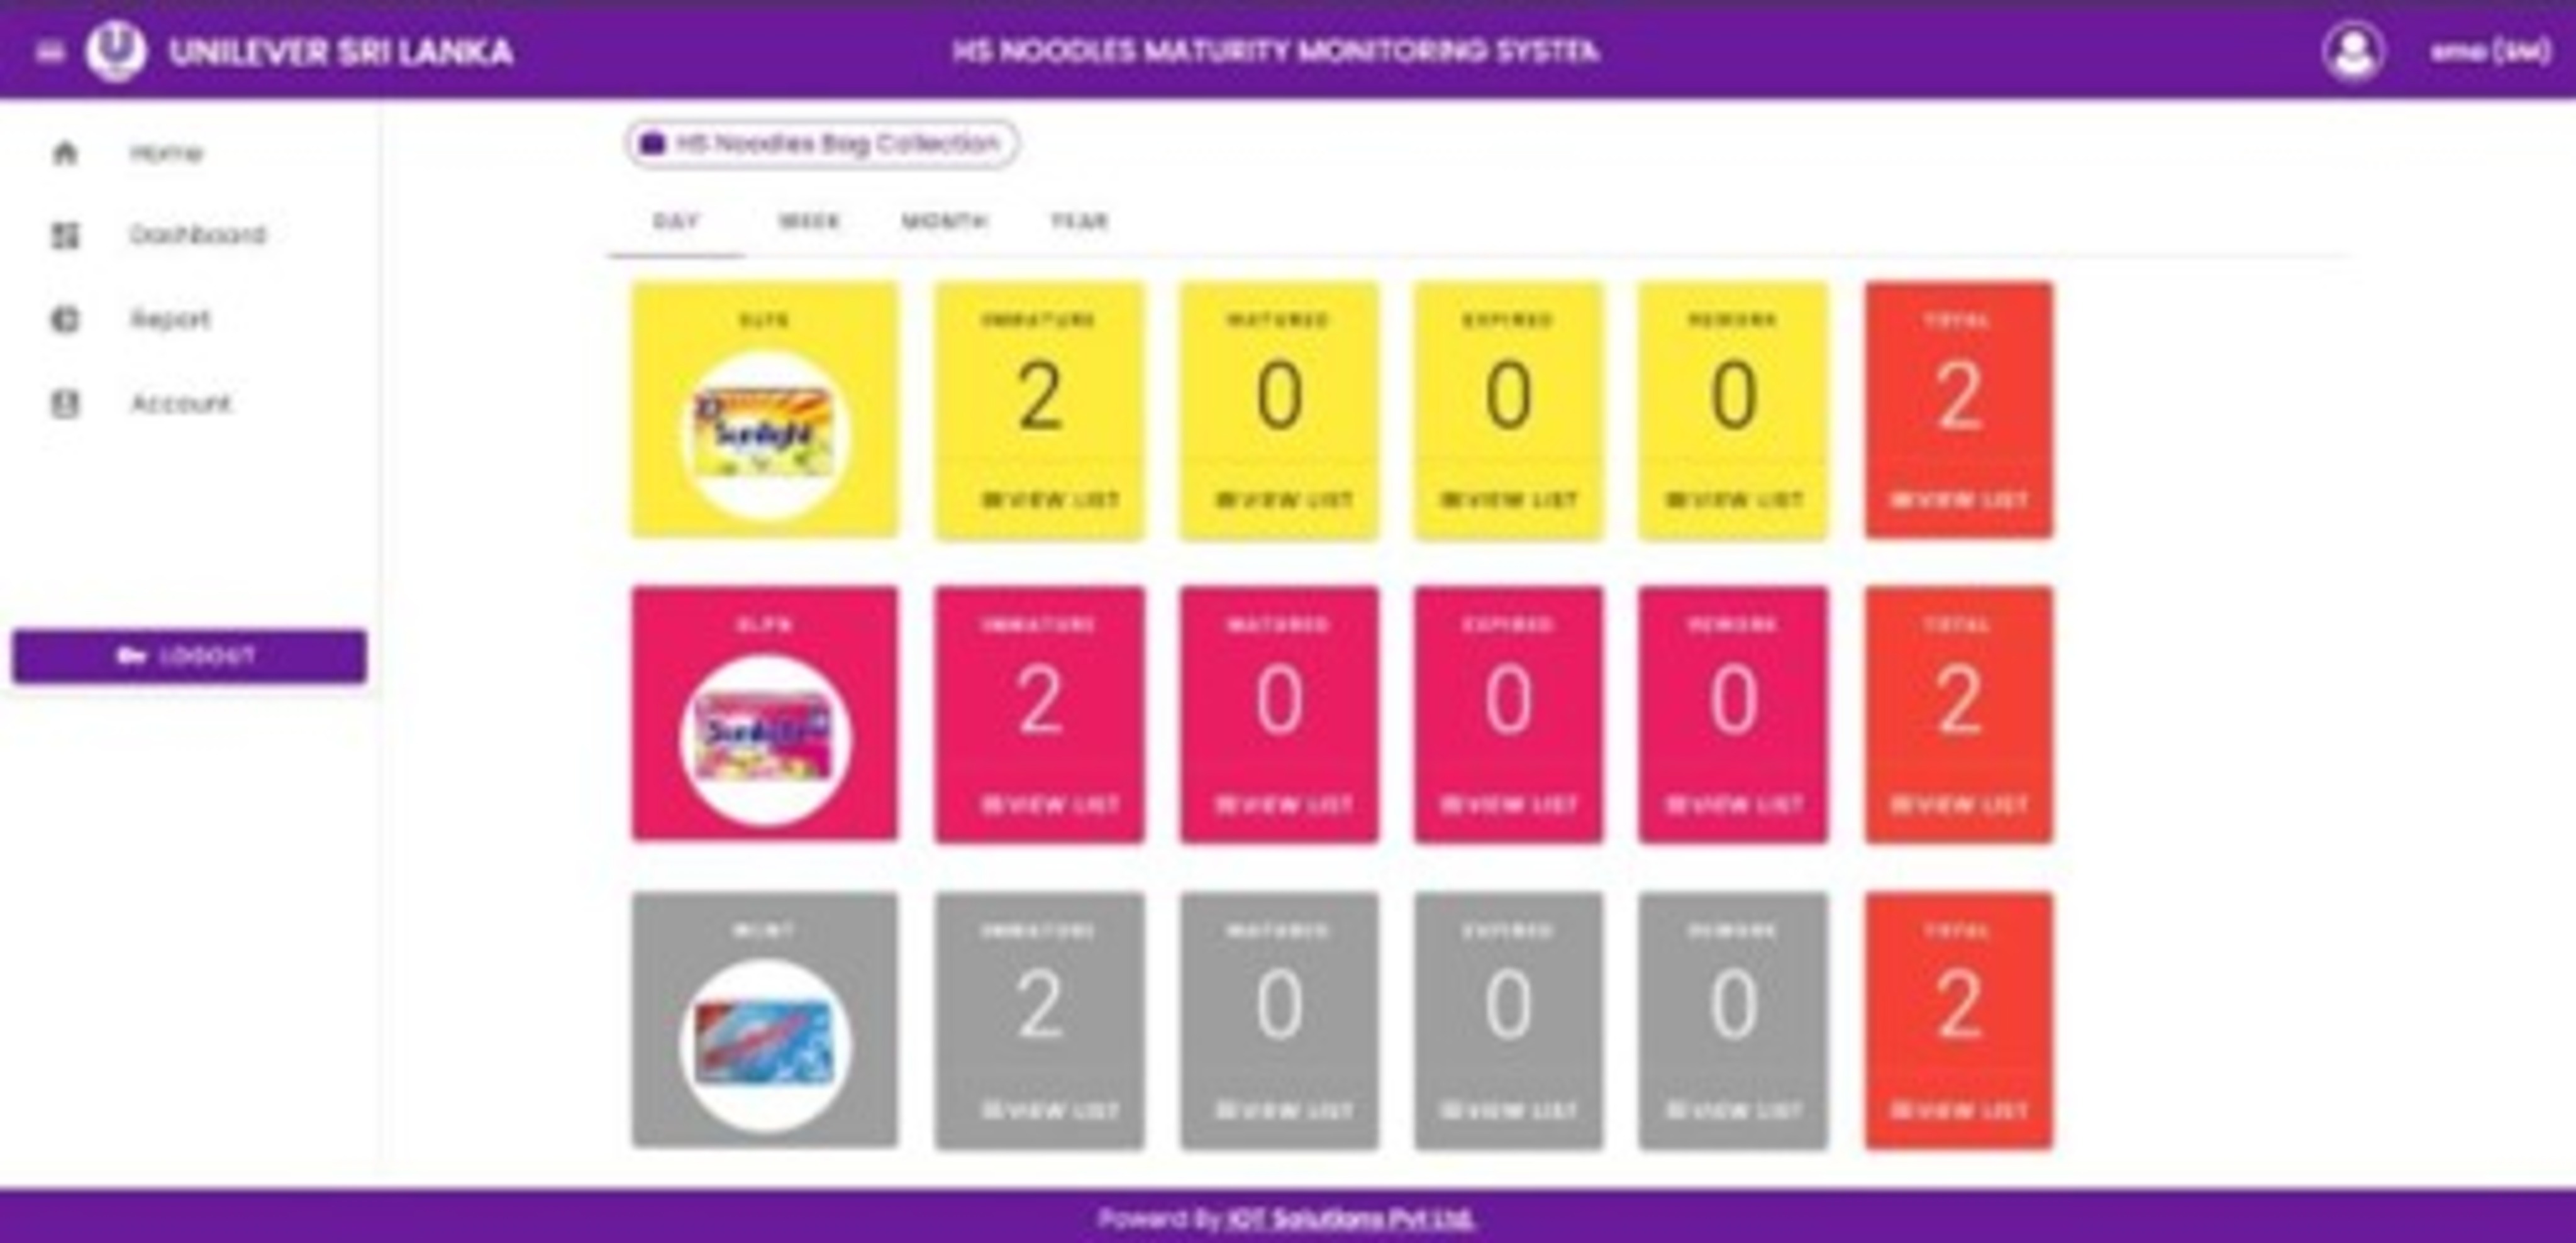 UNILEVER SRI LANKA
HS NOODLES MATURITY MONITORING SYSTEM
HS Noodles Bag Collection
Home
Dashboard
Report
Account
LOGOUT
DAY WEEK MONTH YEAR
IMMATURE MATURED EXPIRED REWORK TOTAL
Sunlight
2 0 0 0 2
VIEW LIST VIEW LIST VIEW LIST VIEW LIST VIEW LIST
IMMATURE MATURED EXPIRED REWORK TOTAL
Sunlight
2 0 0 0 2
VIEW LIST VIEW LIST VIEW LIST VIEW LIST VIEW LIST
IMMATURE MATURED EXPIRED REWORK TOTAL
2 0 0 0 2
VIEW LIST VIEW LIST VIEW LIST VIEW LIST VIEW LIST
Powerd By IOT Solutions Pvt Ltd.